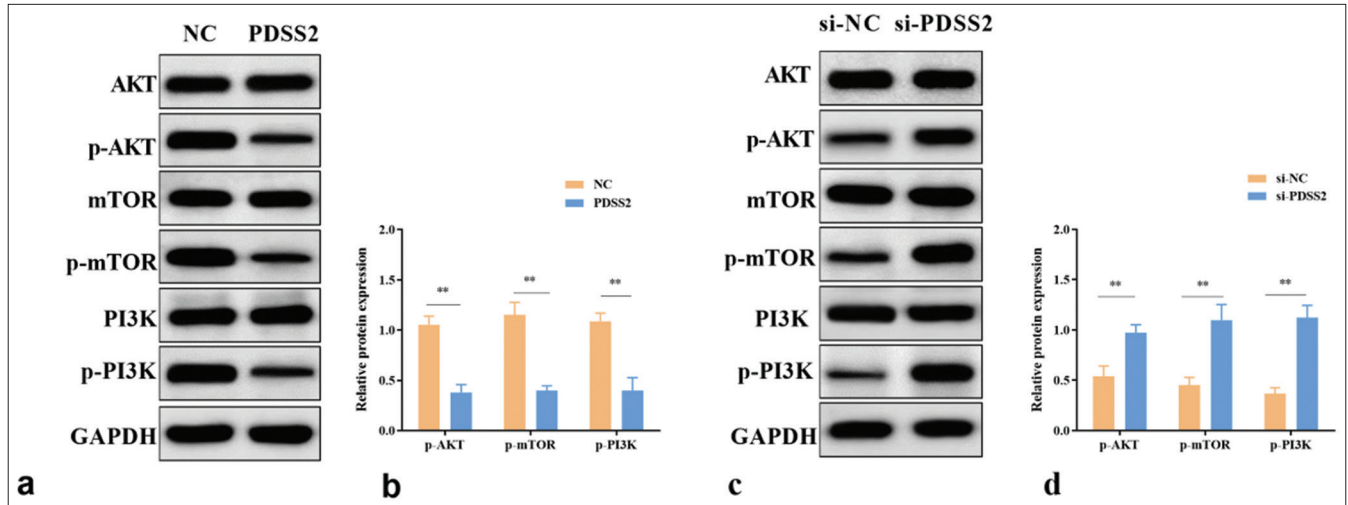 NC PDSS2
AKT
p-AKT
mTOR
p-mTOR
PI3K
p-PI3K
GAPDH
a
NC
PDSS2
Relative protein expression
2.0
1.5
1.0
0.5
0.0
** ** **
p-AKT p-mTOR p-PI3K
b
si-NC si-PDSS2
AKT
p-AKT
mTOR
p-mTOR
PI3K
p-PI3K
GAPDH
c
si-NC
si-PDSS2
Relative protein expression
2.0
1.5
1.0
0.5
0.0
** ** **
p-AKT p-mTOR p-PI3K
d